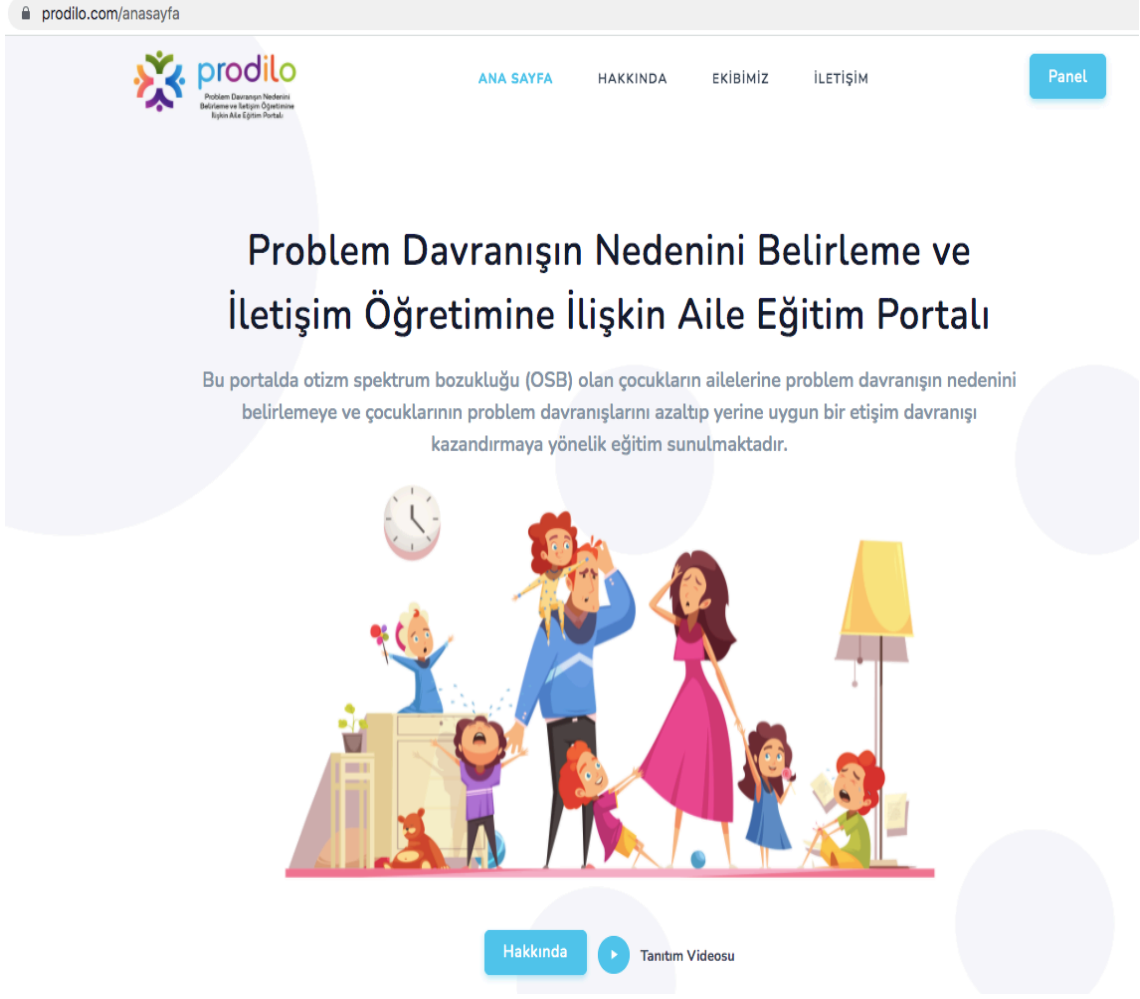 prodilo.com/anasayfa
prodilo
Problem Davranışın Nedenini
Belirleme ve İletişim Öğretimine
İlişkin Aile Eğitim Portalı
ANA SAYFA
HAKKINDA
EKİBİMİZ
İLETİŞİM
Panel
Problem Davranışın Nedenini Belirleme ve
İletişim Öğretimine İlişkin Aile Eğitim Portalı
Bu portalda otizm spektrum bozukluğu (OSB) olan çocukların ailelerine problem davranışın nedenini
belirlemeye ve çocuklarının problem davranışlarını azaltıp yerine uygun bir etişim davranışı
kazandırmaya yönelik eğitim sunulmaktadır.
Hakkında
Tanıtım Videosu